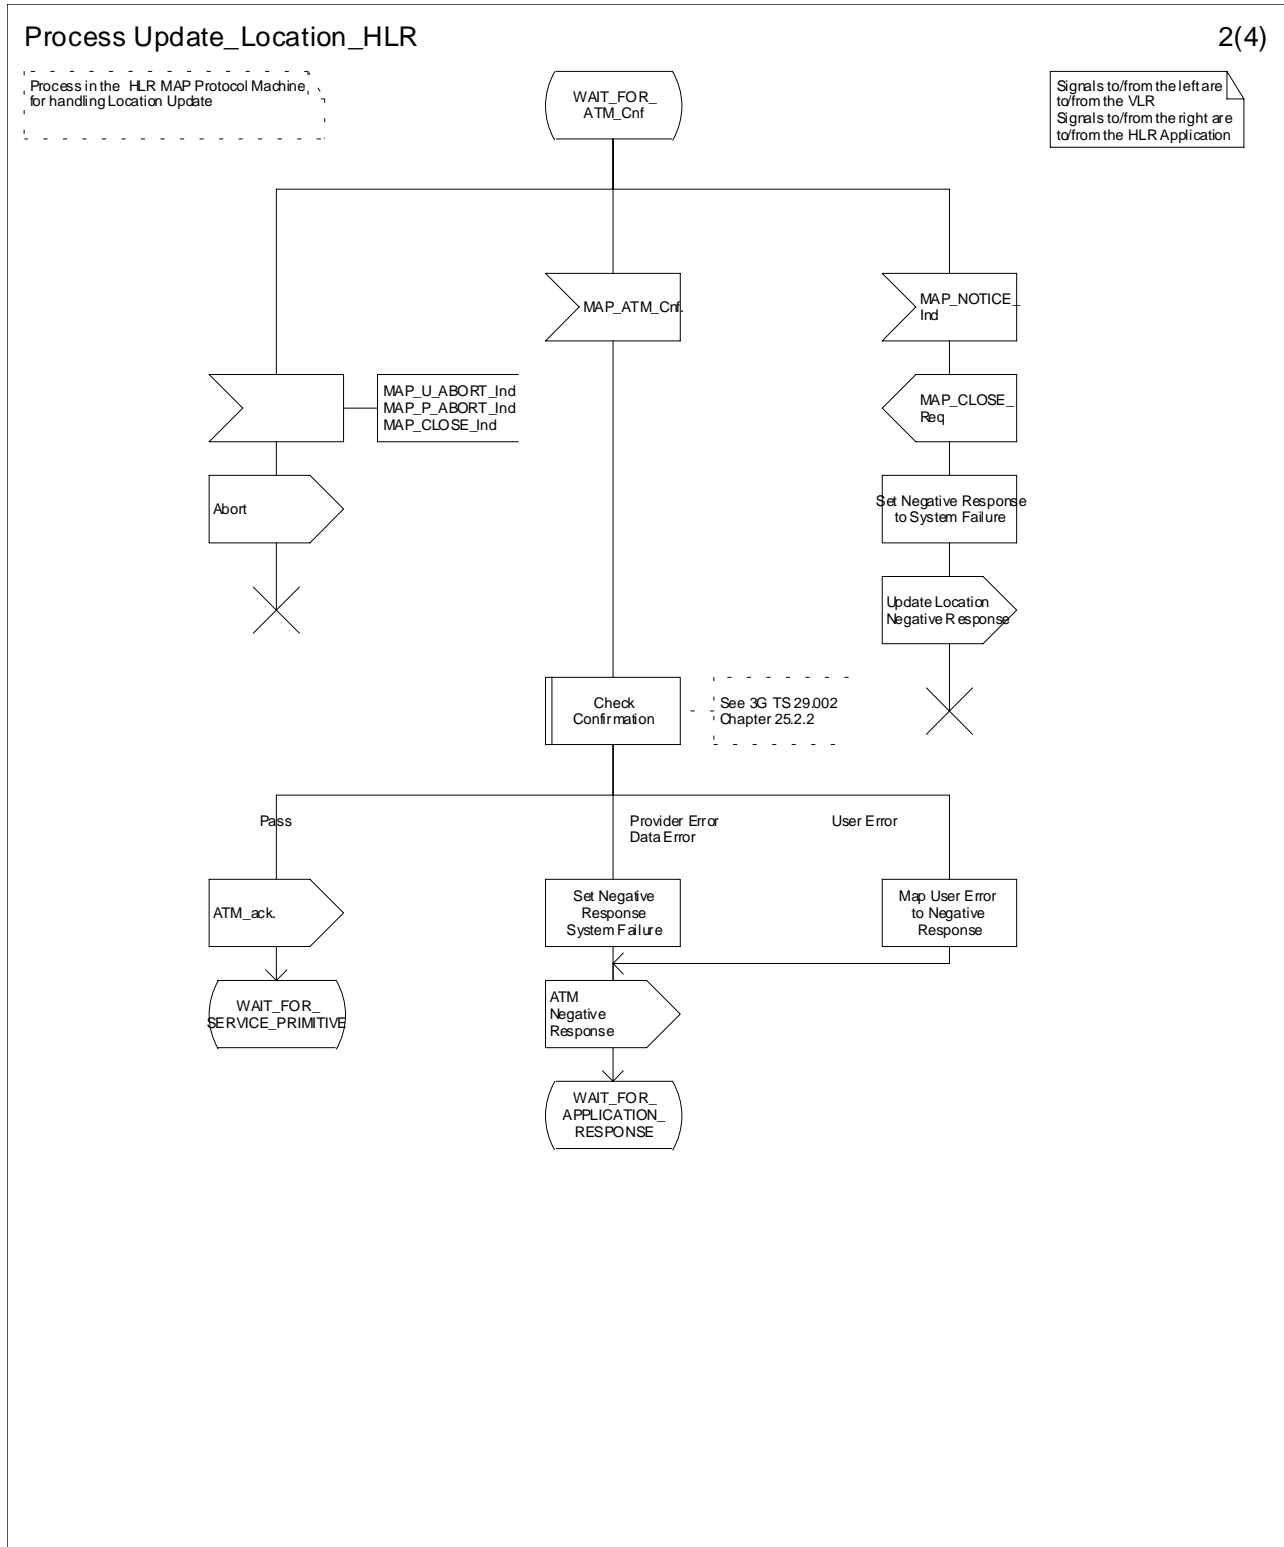 Process Update_Location_HLR
2(4)
Process in the HLR MAP Protocol Machine
for handling Location Update
WAIT_FOR_
ATM_Cnf
Signals to/from the left are
to/from the VLR
Signals to/from the right are
to/from the HLR Application
MAP_ATM_Cnf.
MAP_NOTICE_
Ind
MAP_U_ABORT_Ind
MAP_P_ABORT_Ind
MAP_CLOSE_Ind
MAP_CLOSE_
Req
Abort
Set Negative Response
to System Failure
Update Location
Negative Response
Check
Confirmation
See 3G TS 29.002
Chapter 25.2.2
Pass
Provider Error
Data Error
User Error
ATM_ack.
Set Negative
Response
System Failure
Map User Error
to Negative
Response
WAIT_FOR_
SERVICE_PRIMITIVE
ATM
Negative
Response
WAIT_FOR_
APPLICATION_
RESPONSE